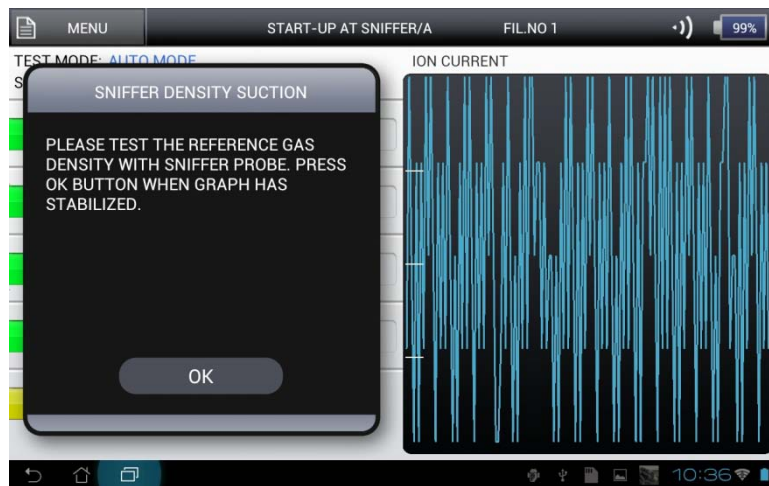 MENU
START-UP AT SNIFFER/A
FIL.NO 1
99%
TEST MODE: AUTO MODE
S
ION CURRENT
SNIFFER DENSITY SUCTION
PLEASE TEST THE REFERENCE GAS
DENSITY WITH SNIFFER PROBE. PRESS
OK BUTTON WHEN GRAPH HAS
STABILIZED.
OK
10:36